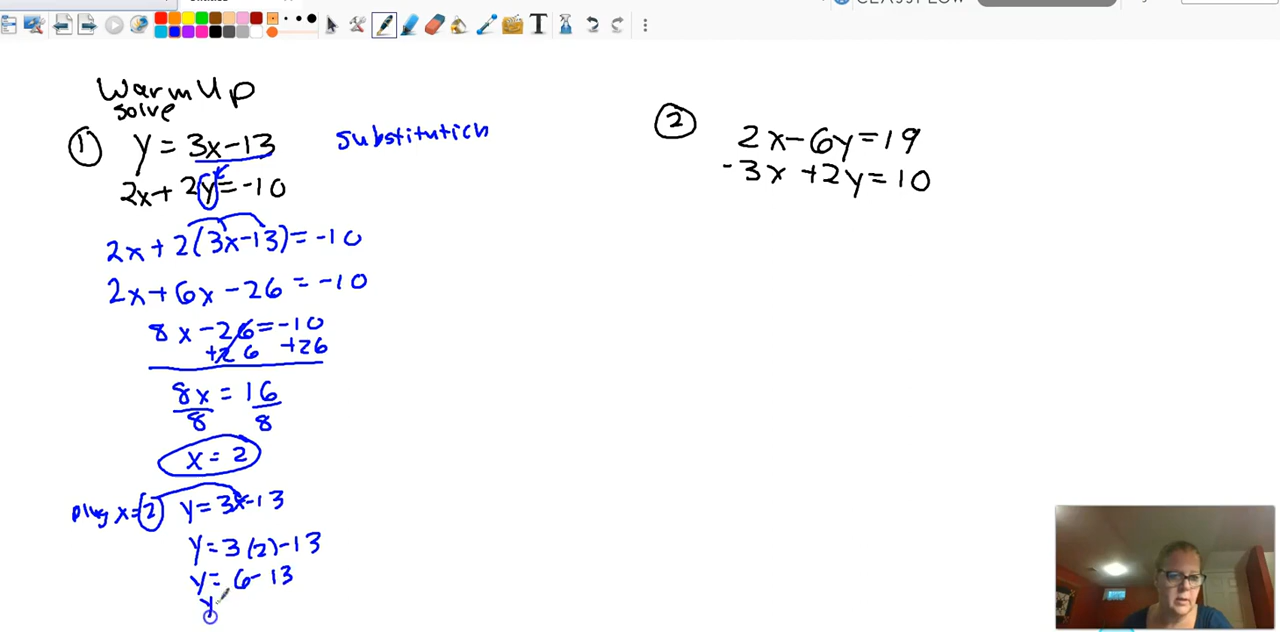 CLASSFLOW
Warm Up
solve
① y = 3x-13
substitution
2x + 2y = -10
2x + 2(3x-13) = -10
2x + 6x - 26 = -10
8x - 26 = -10
+26 +26
8x = 16
8 8
x = 2
plug x=2 y = 3x-13
y = 3(2)-13
y = 6-13
y
② 2x-6y=19
-3x +2y=10